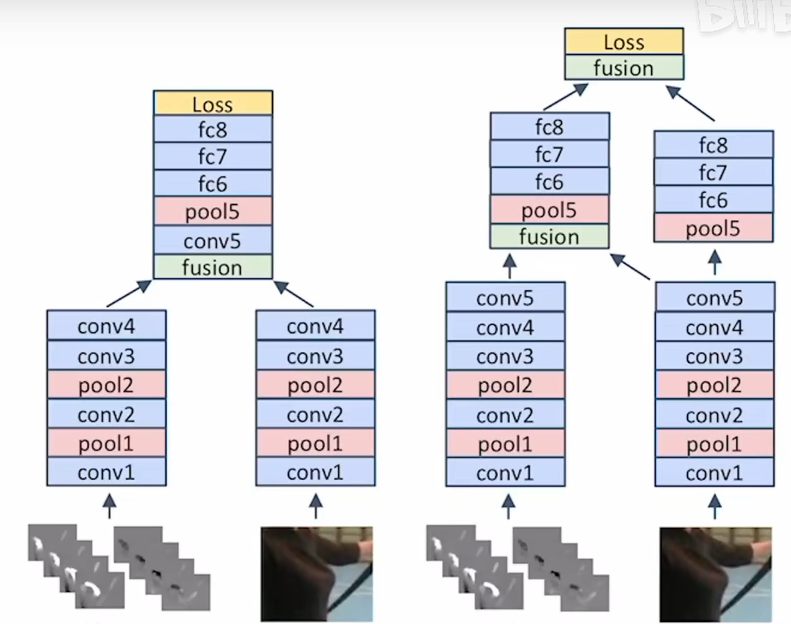 Loss
fc8
fc7
fc6
pool5
conv5
fusion
conv4
conv3
pool2
conv2
pool1
conv1
conv4
conv3
pool2
conv2
pool1
conv1
Loss
fusion
fc8
fc7
fc6
pool5
fusion
fc8
fc7
fc6
pool5
conv5
conv4
conv3
pool2
conv2
pool1
conv1
conv5
conv4
conv3
pool2
conv2
pool1
conv1